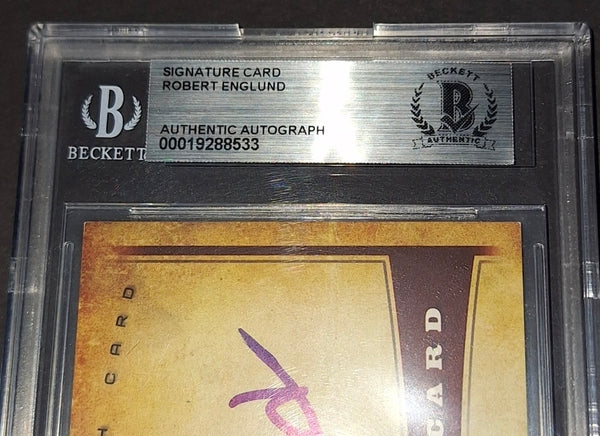 SIGNATURE CARD
ROBERT ENGLUND
AUTHENTIC AUTOGRAPH
00019288533
B
BECKETT
BECKETT
B
AUTHENTIC
CARD
CARD